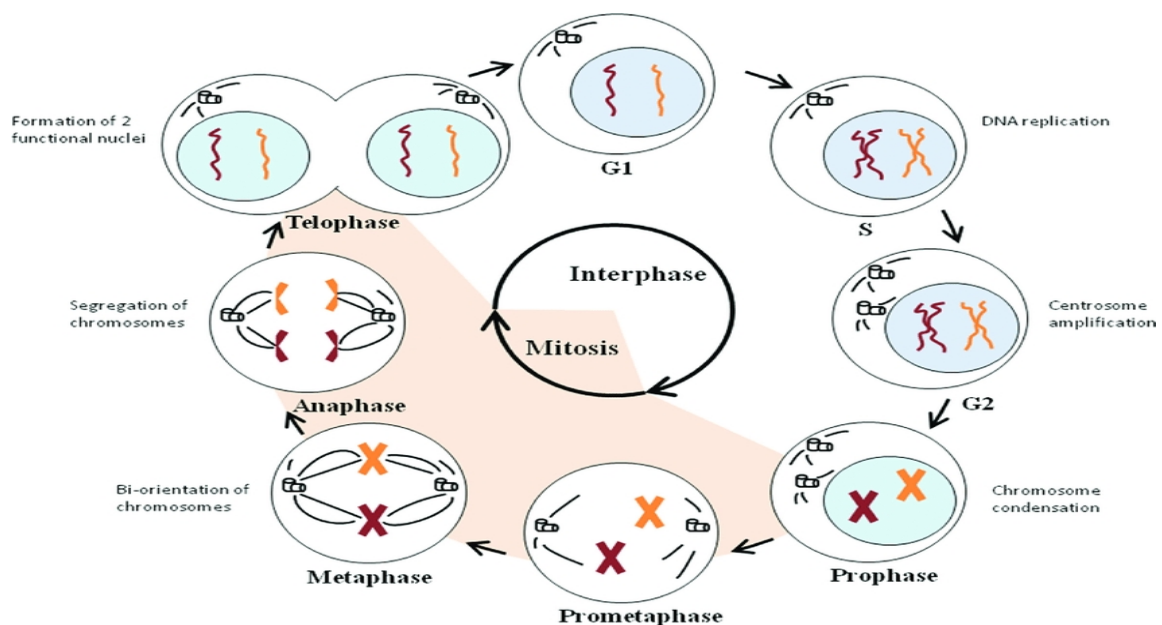 Formation of 2
functional nuclei
Telophase
G1
DNA replication
S
Interphase
Mitosis
Segregation of
chromosomes
Anaphase
Centrosome
amplification
G2
Bi-orientation of
chromosomes
Metaphase
Prometaphase
Chromosome
condensation
Prophase